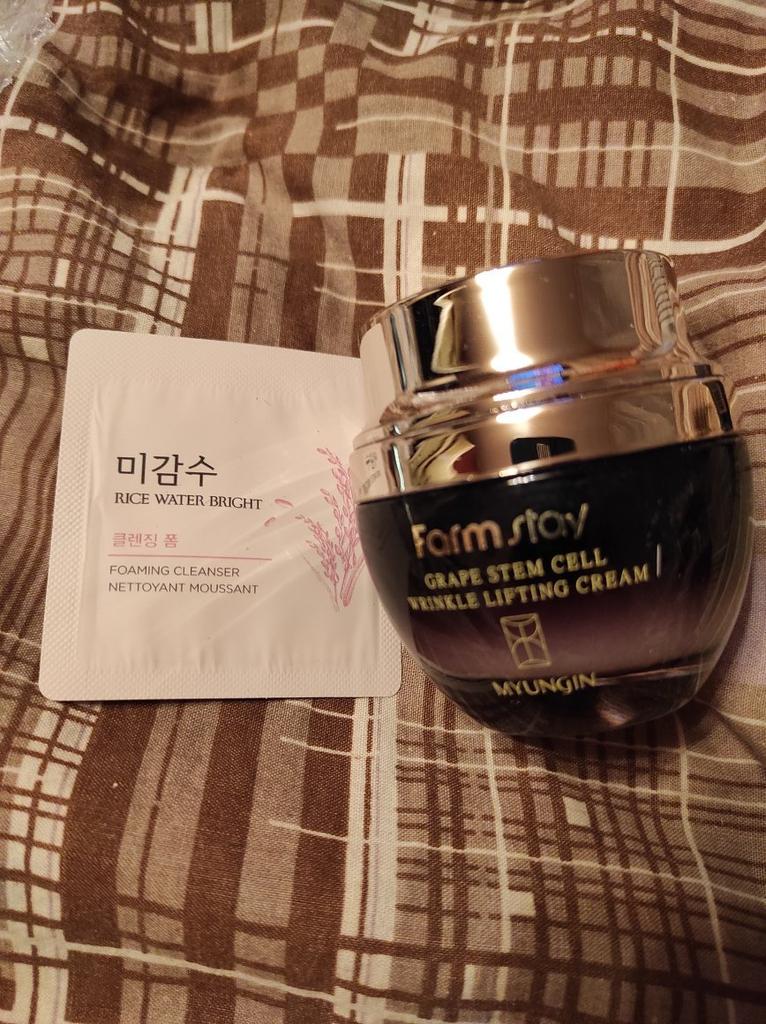 미감수
RICE WATER BRIGHT
클렌징 폼
FOAMING CLEANSER
NETTOYANT MOUSSANT
Farmstay
GRAPE STEM CELL
WRINKLE LIFTING CREAM
MYUNGIN